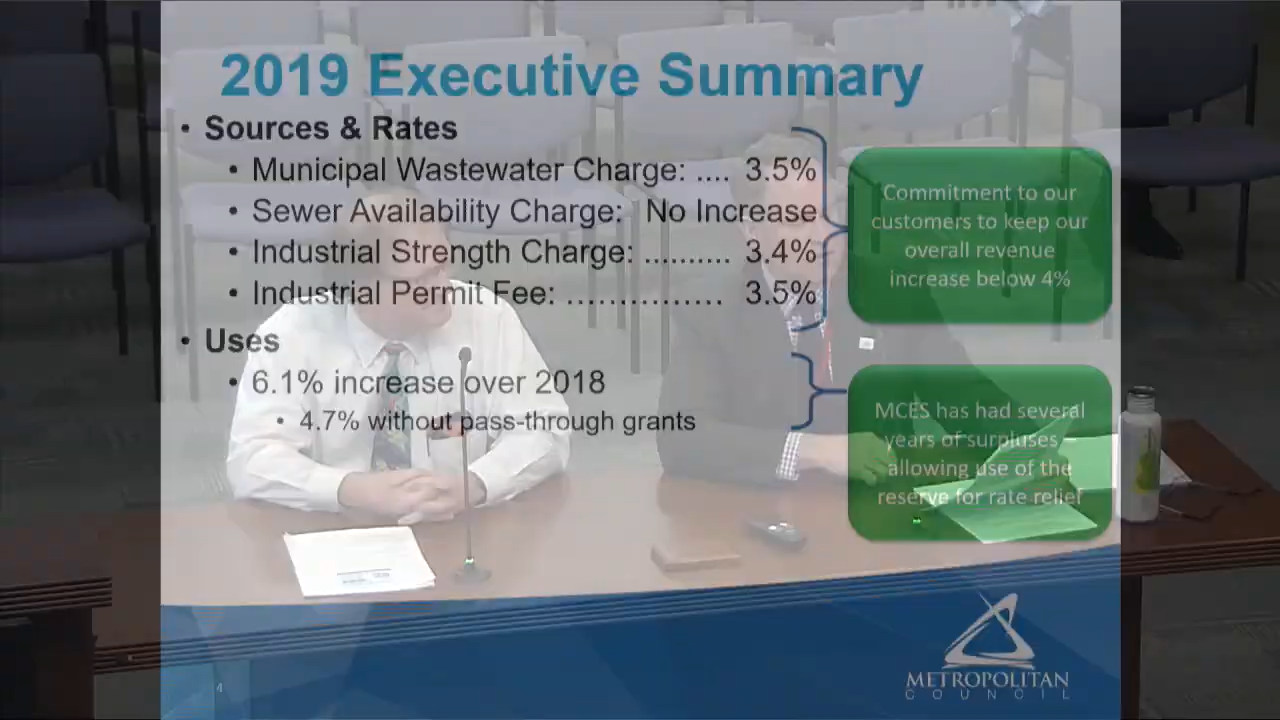 2019 Executive Summary
• Sources & Rates
• Municipal Wastewater Charge: .... 3.5%
• Sewer Availability Charge: No Increase
• Industrial Strength Charge: .......... 3.4%
• Industrial Permit Fee: ............... 3.5%
Commitment to our
customers to keep our
overall revenue
increase below 4%
• Uses
• 6.1% increase over 2018
• 4.7% without pass-through grants
MCES has had several
years of surpluses –
allowing use of the
reserve for rate relief
4
METROPOLITAN
COUNCIL